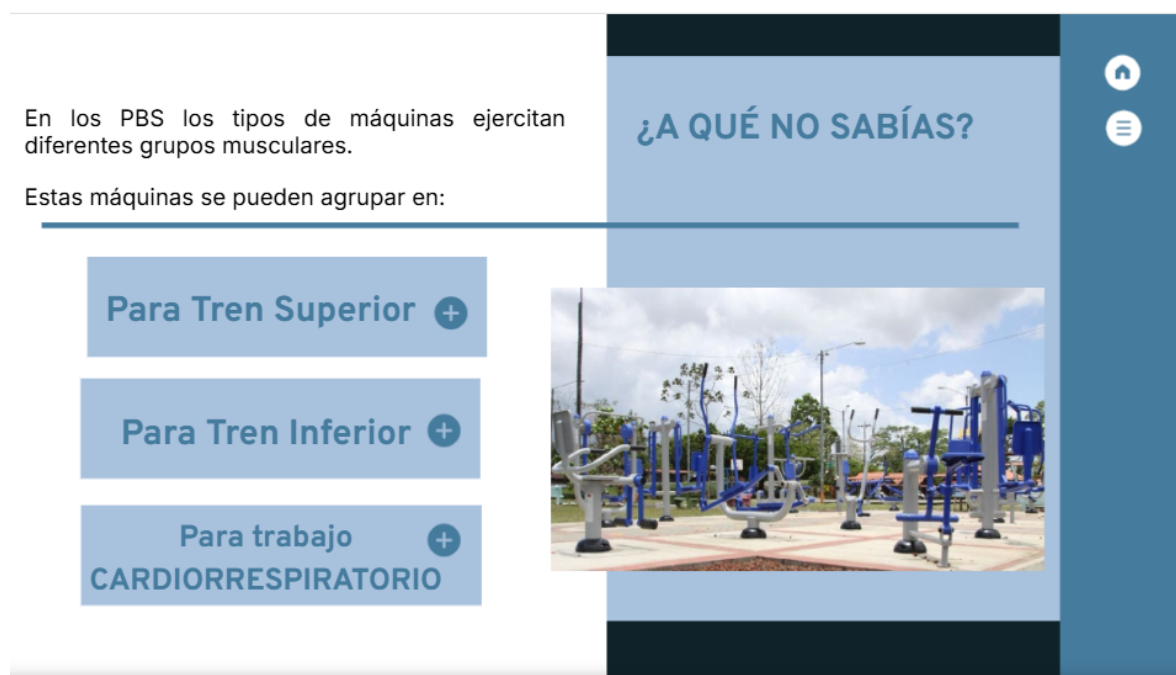 En los PBS los tipos de máquinas ejercitan
diferentes grupos musculares.
Estas máquinas se pueden agrupar en:
¿A QUÉ NO SABÍAS?
Para Tren Superior
Para Tren Inferior
Para trabajo
CARDIORRESPIRATORIO